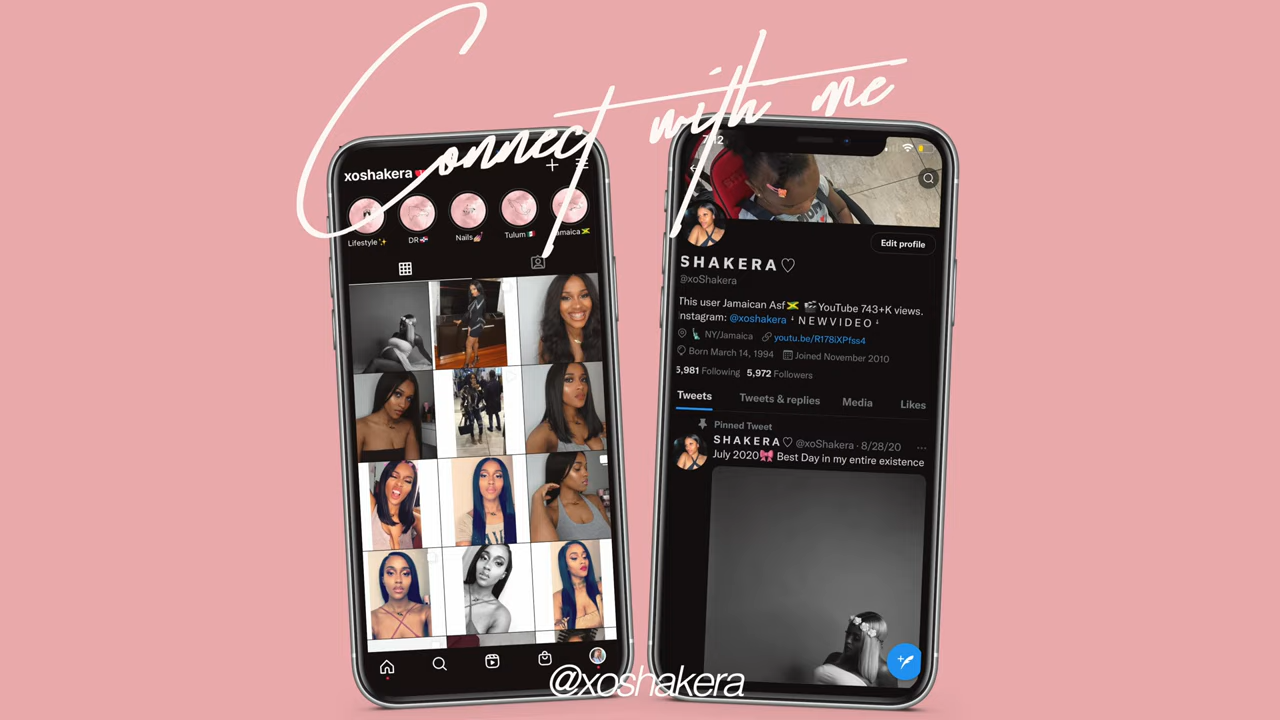 Connect with me
xoshakera
Lifestyle✨ DR🇩🇴 Nails💅🏽 Tulum🇲🇽 Jamaica🇯🇲
7:12
Edit profile
S H A K E R A ♡
@xoShakera
This user Jamaican Asf🇯🇲 🎬YouTube 743+K views.
Instagram: @xoshakera ꜜ N E W V I D E O ꜜ
🗽 NY/Jamaica youtu.be/R178iXPfss4
Born March 14, 1994 Joined November 2010
5,981 Following 5,972 Followers
Tweets Tweets & replies Media Likes
Pinned Tweet
S H A K E R A ♡ @xoShakera · 8/28/20 ...
July 2020🎀 Best Day in my entire existence
@xoshakera